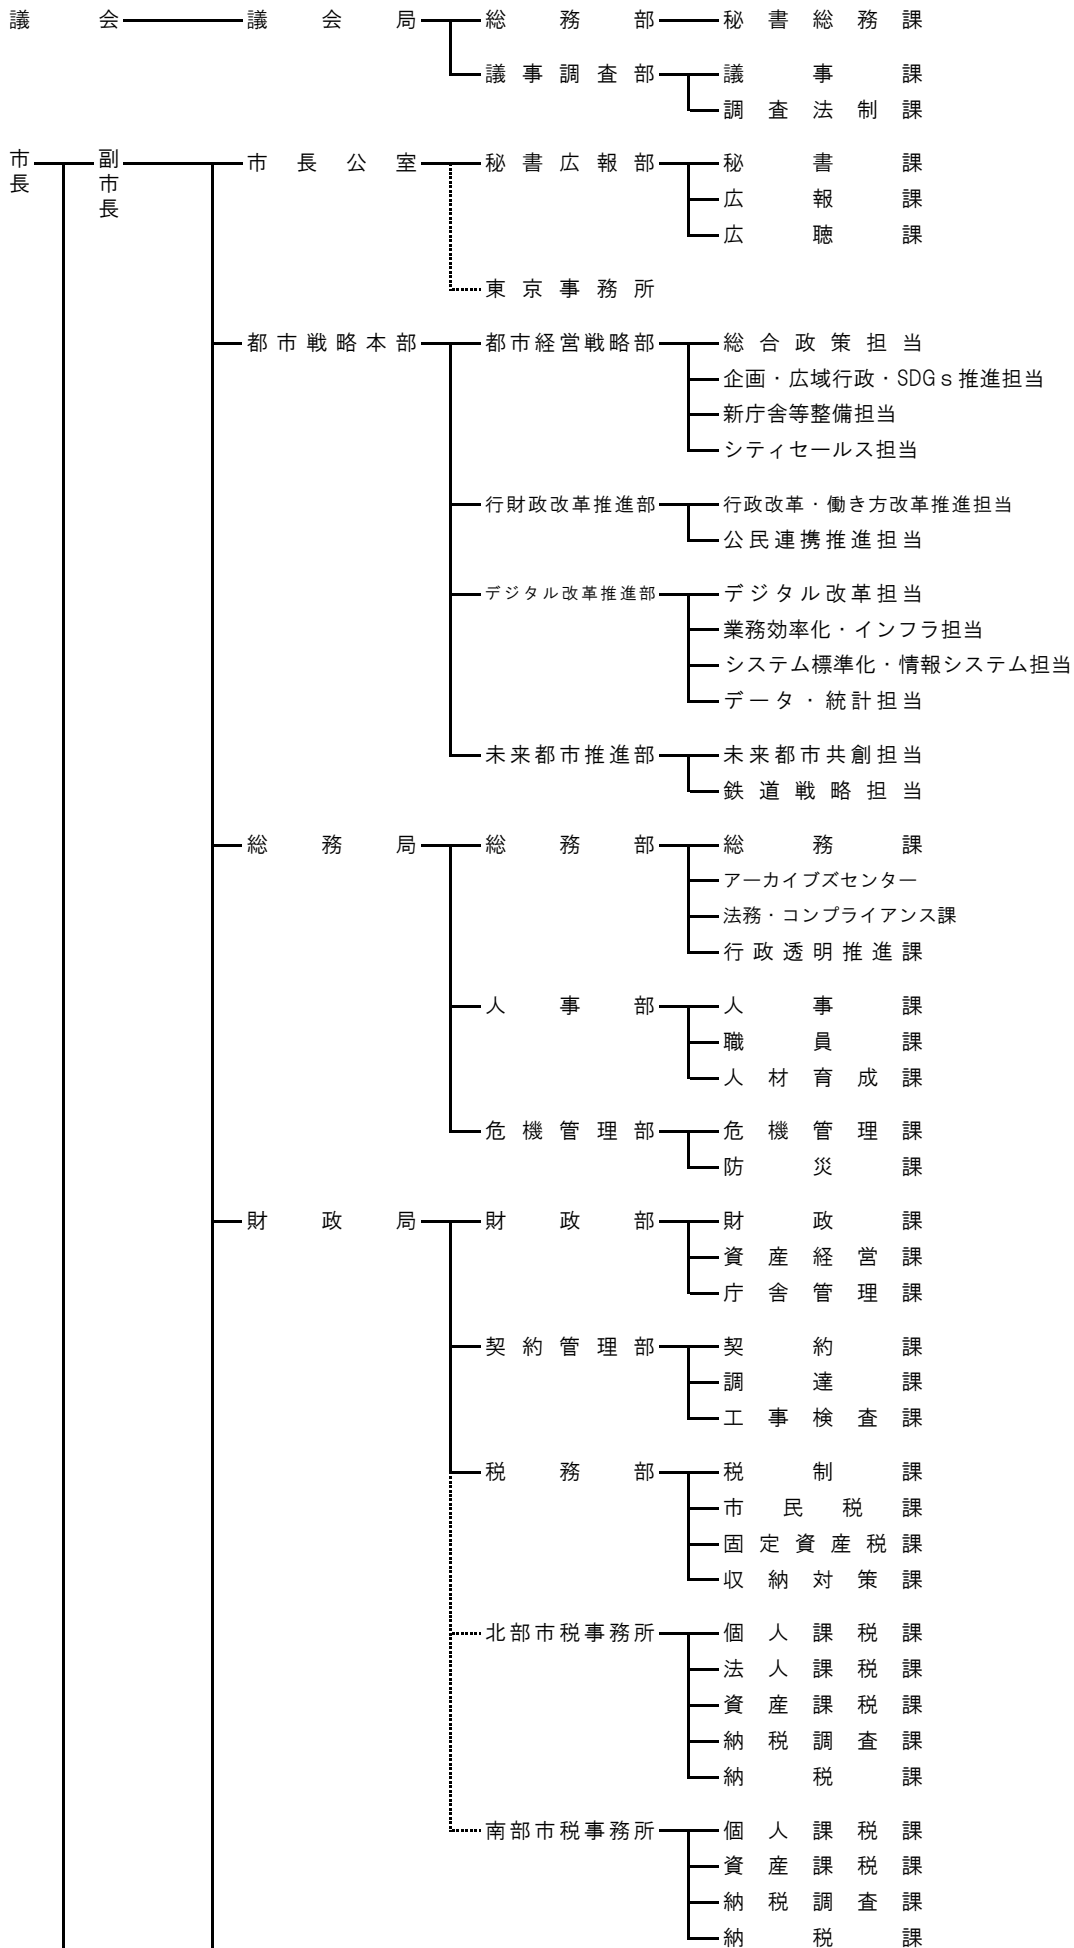 議会 議会局 総務部 秘書総務課
議事調査部 議事課
調査法制課
市長 副市長 市長公室 秘書広報部 秘書課
広報課
広聴課
東京事務所
都市戦略本部 都市経営戦略部 総合政策担当
企画・広域行政・SDGs推進担当
新庁舎等整備担当
シティセールス担当
行財政改革推進部 行政改革・働き方改革推進担当
公民連携推進担当
デジタル改革推進部 デジタル改革担当
業務効率化・インフラ担当
システム標準化・情報システム担当
データ・統計担当
未来都市推進部 未来都市共創担当
鉄道戦略担当
総務局 総務部 総務課
アーカイブズセンター
法務・コンプライアンス課
行政透明推進課
人事部 人事課
職員課
人材育成課
危機管理部 危機管理課
防災課
財政局 財政部 財政課
資産経営課
庁舎管理課
契約管理部 契約課
調達課
工事検査課
税務部 税制課
市民税課
固定資産税課
収納対策課
北部市税事務所 個人課税課
法人課税課
資産課税課
納税調査課
納税課
南部市税事務所 個人課税課
資産課税課
納税調査課
納税課